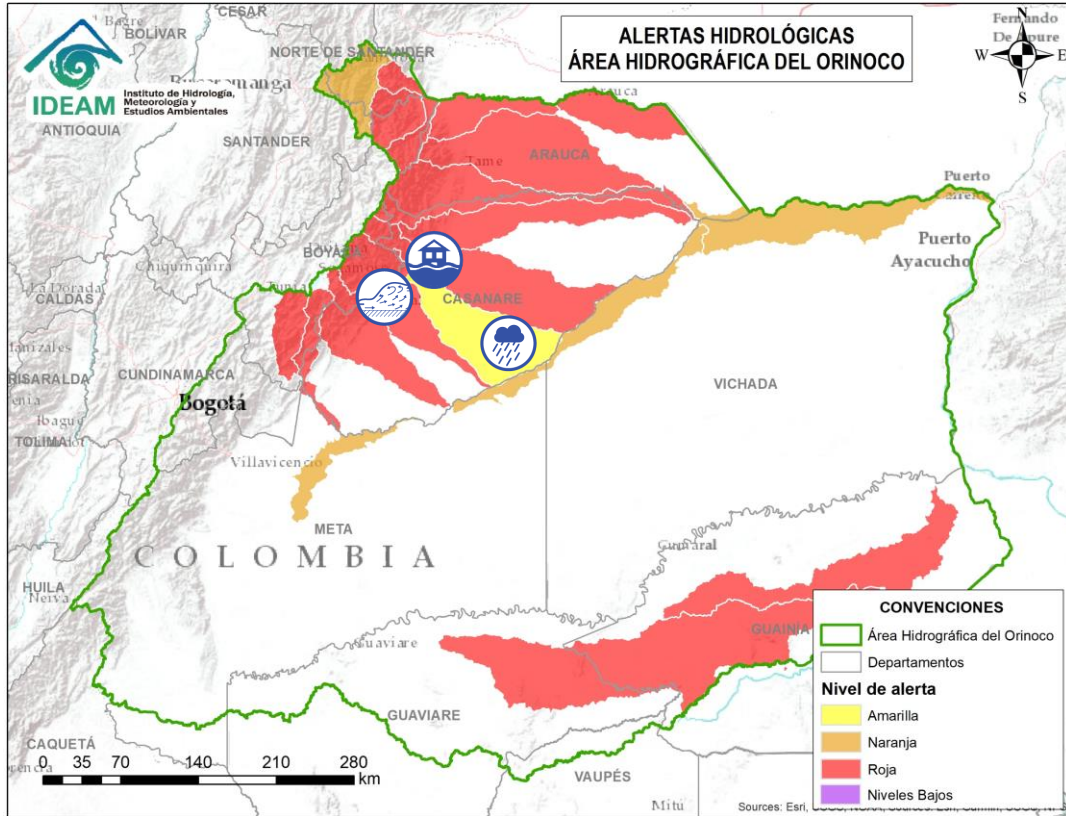 ALERTAS HIDROLÓGICAS
ÁREA HIDROGRÁFICA DEL ORINOCO
N
W
E
S
IDEAM
Instituto de Hidrología,
Meteorología y
Estudios Ambientales
CESAR
BOLÍVAR
NORTE DE SANTANDER
Fernando
ANTIOQUIA
SANTANDER
Arauca
ARAUCA
Tame
Puerto
BOYACÁ
Puerto
Ayacucho
Chiquinquira
Tunja
La Dorada
CALDAS
CASANARE
RISARALDA
CUNDINAMARCA
VICHADA
Bogotá
Ibagué
TOLIMA
Villavicencio
META
COLOMBIA
HUILA
Neiva
Guaviare
GUAINÍA
GUAVIARE
CAQUETÁ
VAUPÉS
Mitú
0 35 70 140 210 280
km
CONVENCIONES
Área Hidrográfica del Orinoco
Departamentos
Nivel de alerta
Amarilla
Naranja
Roja
Niveles Bajos
Sources: Esri,